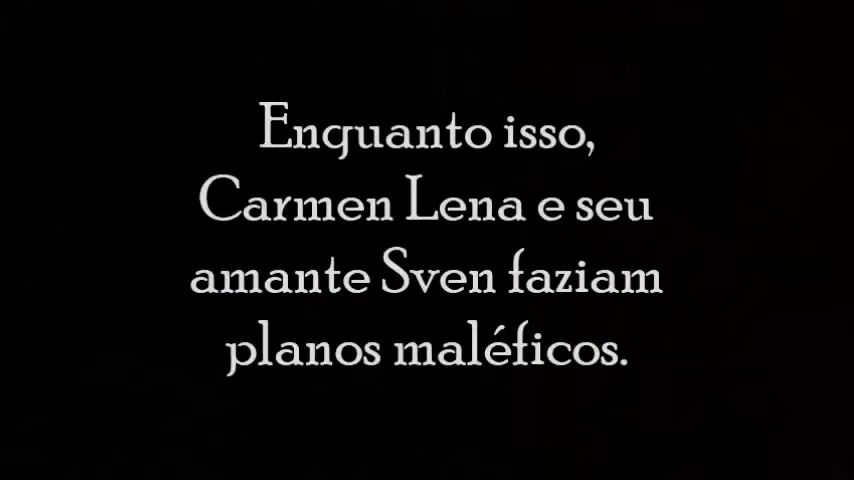 Enquanto isso,
Carmen Lena e seu
amante Sven faziam
planos maléficos.